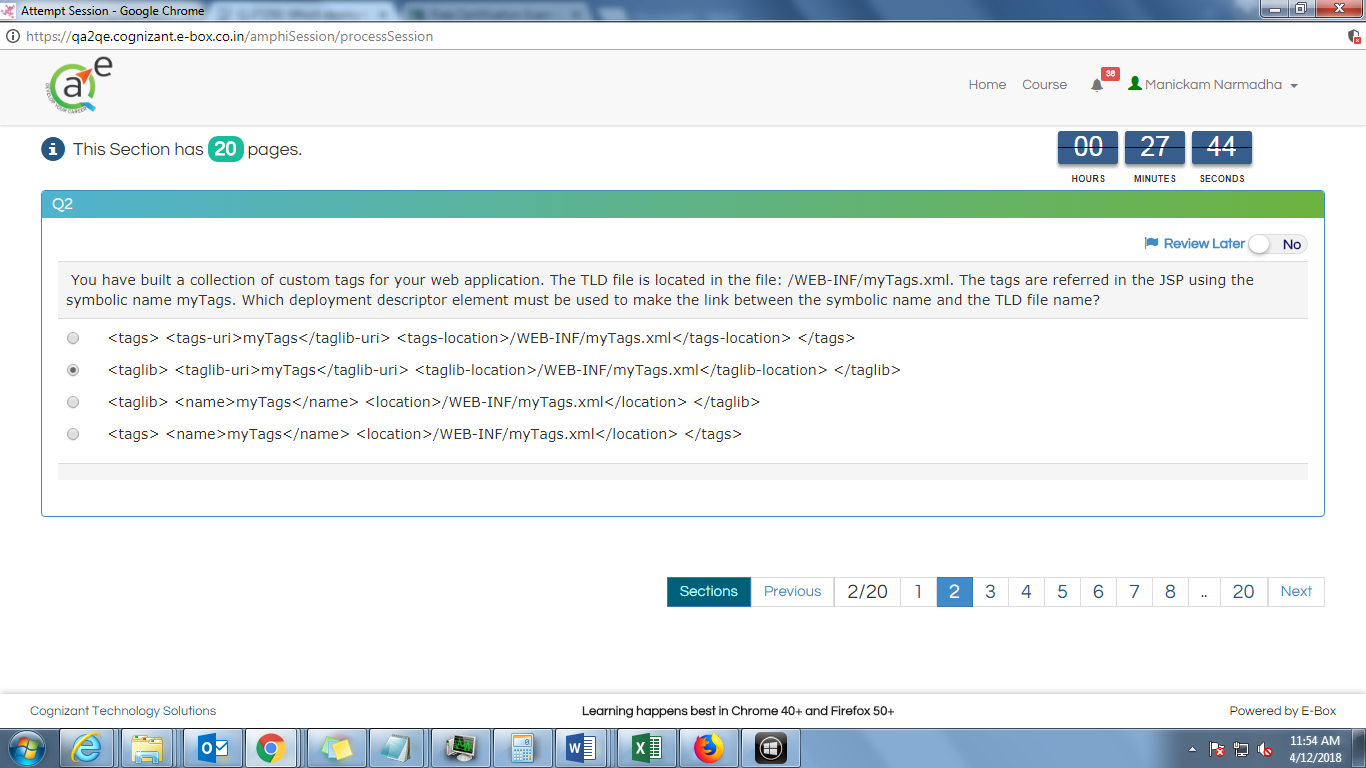 Attempt Session - Google Chrome
https://qa2qe.cognizant.e-box.co.in/amphiSession/processSession
a e
Home Course 38 Manickam Narmadha
This Section has 20 pages.
00 27 44
HOURS MINUTES SECONDS
Q2
Review Later No
You have built a collection of custom tags for your web application. The TLD file is located in the file: /WEB-INF/myTags.xml. The tags are referred in the JSP using the
symbolic name myTags. Which deployment descriptor element must be used to make the link between the symbolic name and the TLD file name?
<tags> <tags-uri>myTags</taglib-uri> <tags-location>/WEB-INF/myTags.xml</tags-location> </tags>
<taglib> <taglib-uri>myTags</taglib-uri> <taglib-location>/WEB-INF/myTags.xml</taglib-location> </taglib>
<taglib> <name>myTags</name> <location>/WEB-INF/myTags.xml</location> </taglib>
<tags> <name>myTags</name> <location>/WEB-INF/myTags.xml</location> </tags>
Sections Previous 2/20 1 2 3 4 5 6 7 8 .. 20 Next
Cognizant Technology Solutions Learning happens best in Chrome 40+ and Firefox 50+ Powered by E-Box
11:54 AM
4/12/2018